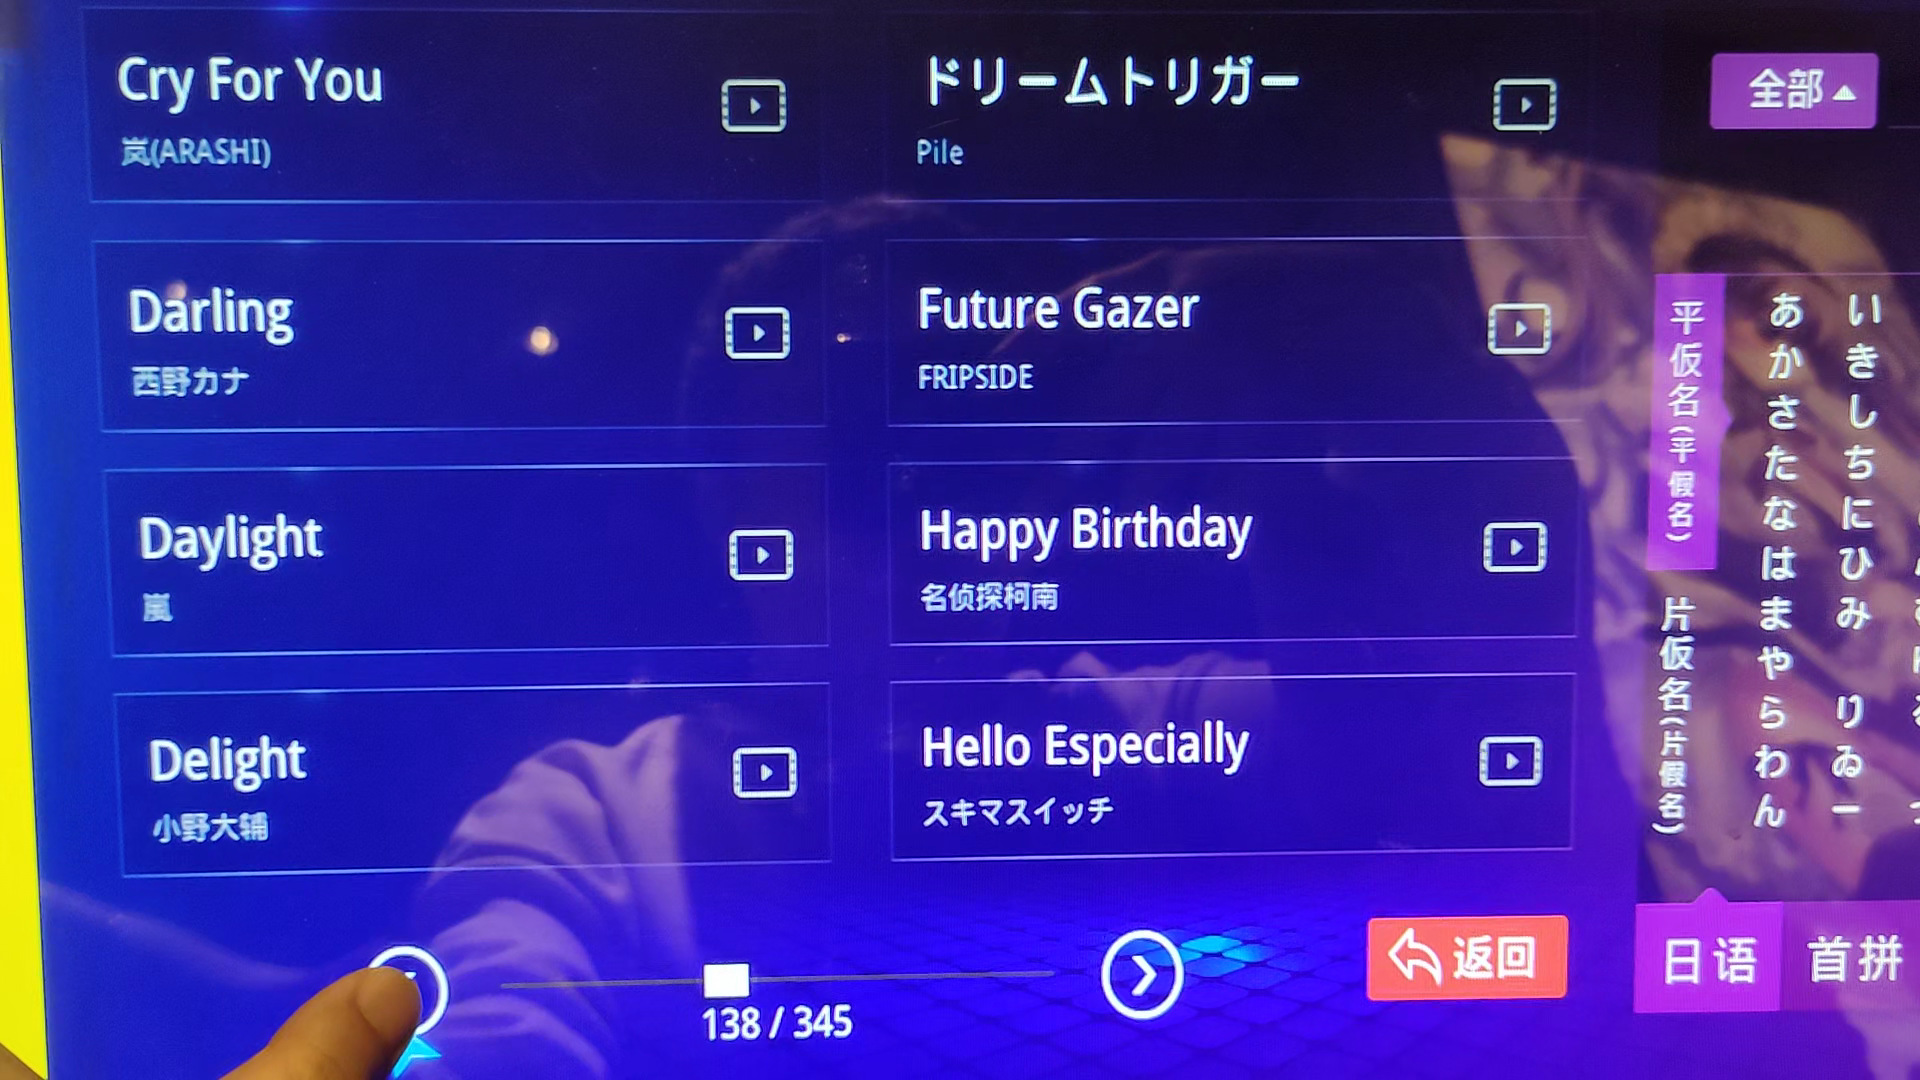 Cry For You
岚(ARASHI)
ドリームトリガー
Pile
Darling
西野カナ
Future Gazer
FRIPSIDE
Daylight
嵐
Happy Birthday
名侦探柯南
Delight
小野大辅
Hello Especially
スキマスイッチ
138 / 345
返回
全部
平仮名(平假名)
片仮名(片假名)
あかさたなはまやらわん
いきしちにひみ りゐー
日语
首拼